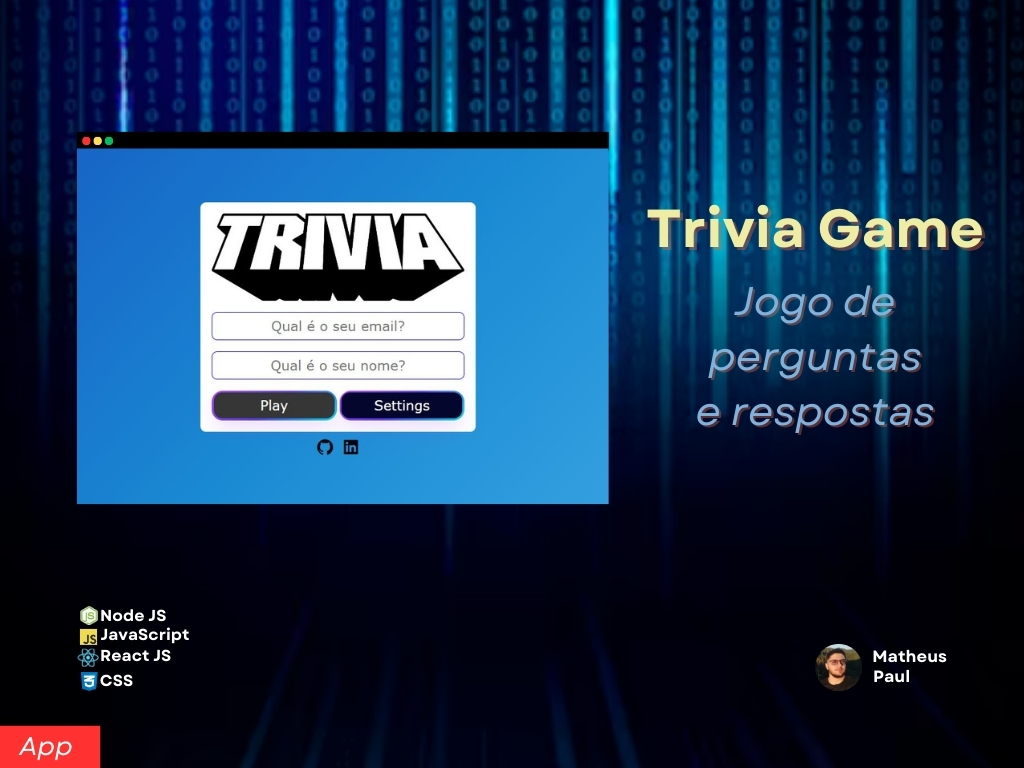 TRIVIA
Qual é o seu email?
Qual é o seu nome?
Play Settings
Trivia Game
Jogo de
perguntas
e respostas
Node JS
JavaScript
React JS
CSS
Matheus
Paul
App